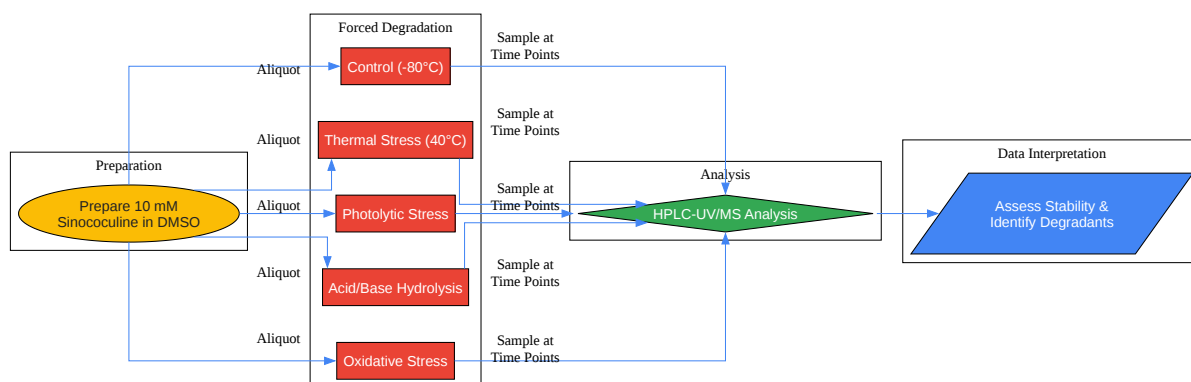 Preparation
Prepare 10 mM
Sinococuline in DMSO
Aliquot
Aliquot
Aliquot
Aliquot
Aliquot
Forced Degradation
Control (-80°C)
Thermal Stress (40°C)
Photolytic Stress
Acid/Base Hydrolysis
Oxidative Stress
Sample at
Time Points
Sample at
Time Points
Sample at
Time Points
Sample at
Time Points
Sample at
Time Points
Analysis
HPLC-UV/MS Analysis
Data Interpretation
Assess Stability &
Identify Degradants